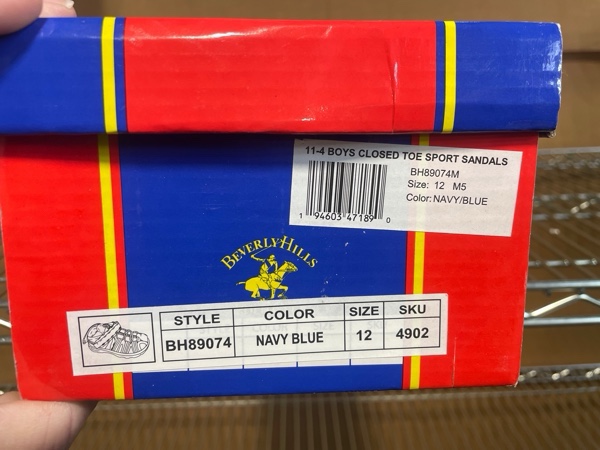 11-4 BOYS CLOSED TOE SPORT SANDALS
BH89074M
Size: 12 M5
Color: NAVY/BLUE
1 94603 47189 0
BEVERLY HILLS
STYLE COLOR SIZE SKU
BH89074 NAVY BLUE 12 4902